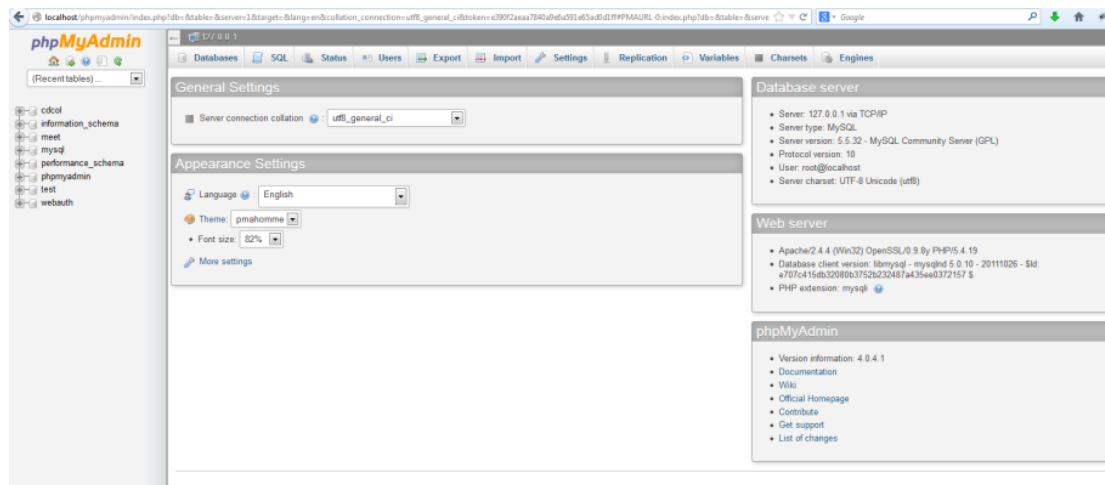 localhost/phpmyadmin/index.php?db=&table=&server=1&target=&lang=en&collation_connection=utf8_general_ci&token=
Google
phpMyAdmin
(Recent tables) ...
cdcol
information_schema
meet
mysql
performance_schema
phpmyadmin
test
webauth
127.0.0.1
Databases SQL Status Users Export Import Settings Replication Variables Charsets Engines
General Settings
Server connection collation : utf8_general_ci
Appearance Settings
Language : English
Theme: pmahomme
Font size: 82%
More settings
Database server
Server: 127.0.0.1 via TCP/IP
Server type: MySQL
Server version: 5.5.32 - MySQL Community Server (GPL)
Protocol version: 10
User: root@localhost
Server charset: UTF-8 Unicode (utf8)
Web server
Apache/2.4.4 (Win32) OpenSSL/0.9.8y PHP/5.4.19
Database client version: libmysql - mysqlnd 5.0.10 - 20111026 - $Id:
e707c415db32080b3752b232487a435ee0372157 $
PHP extension: mysqli
phpMyAdmin
Version information: 4.0.4.1
Documentation
Wiki
Official Homepage
Contribute
Get support
List of changes